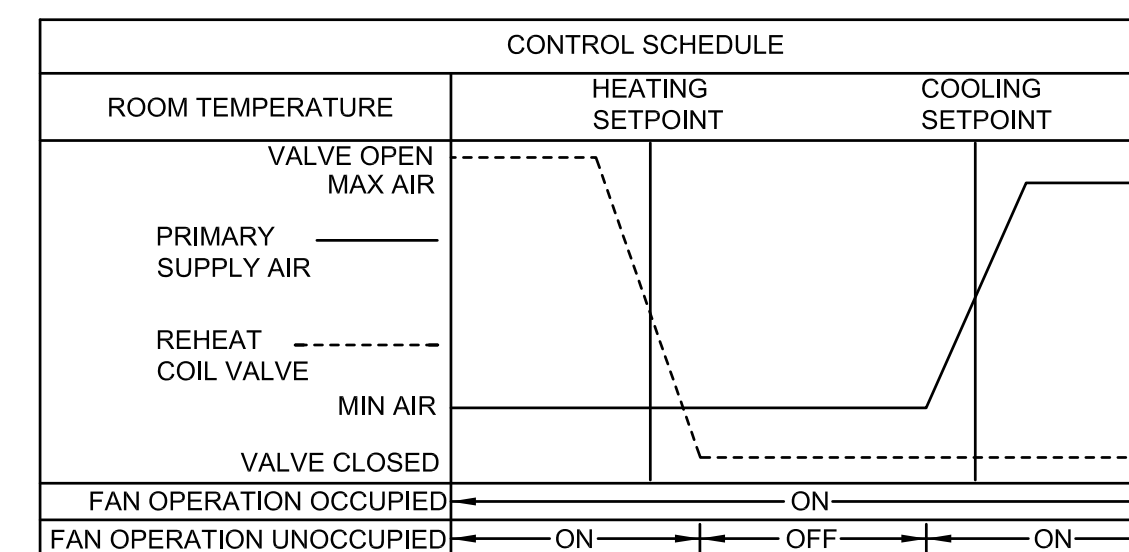 CONTROL SCHEDULE
ROOM TEMPERATURE
HEATING
SETPOINT
COOLING
SETPOINT
VALVE OPEN
MAX AIR
PRIMARY
SUPPLY AIR
REHEAT
COIL VALVE
MIN AIR
VALVE CLOSED
FAN OPERATION OCCUPIED ON
FAN OPERATION UNOCCUPIED ON OFF ON